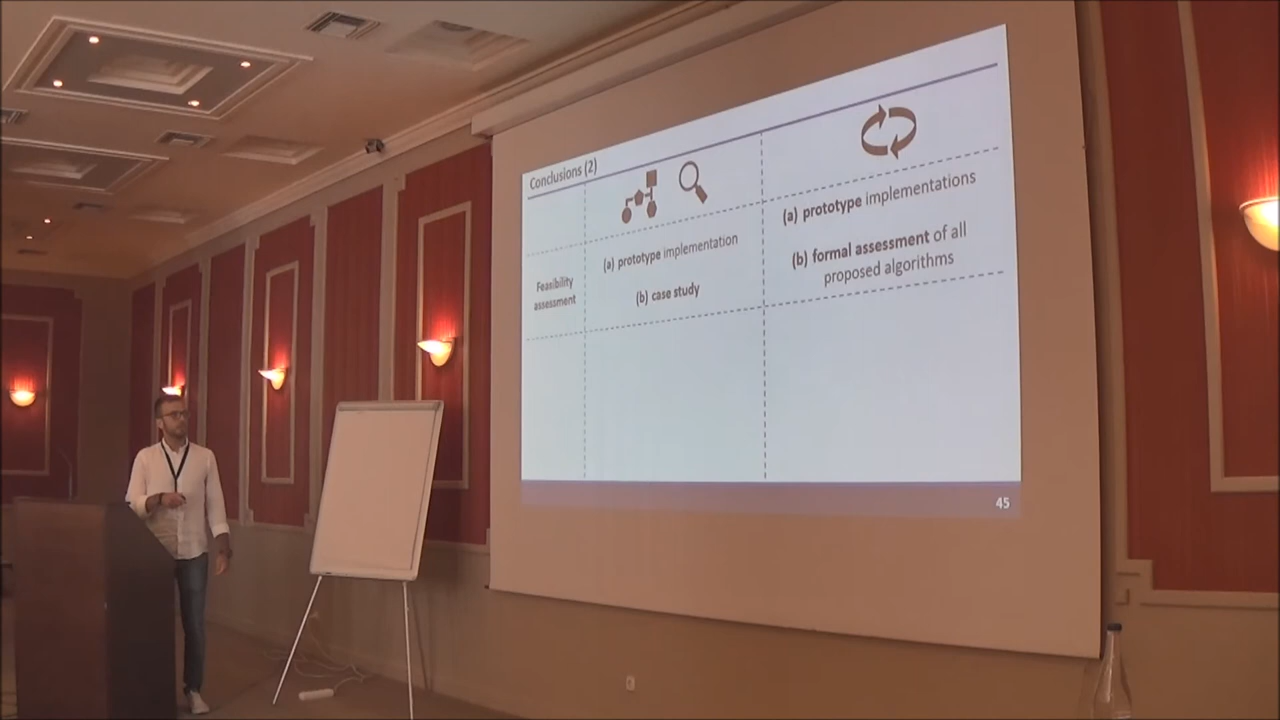 Conclusions (2)
Feasibility
assessment
(a) prototype implementation
(b) case study
(a) prototype implementations
(b) formal assessment of all
proposed algorithms
45